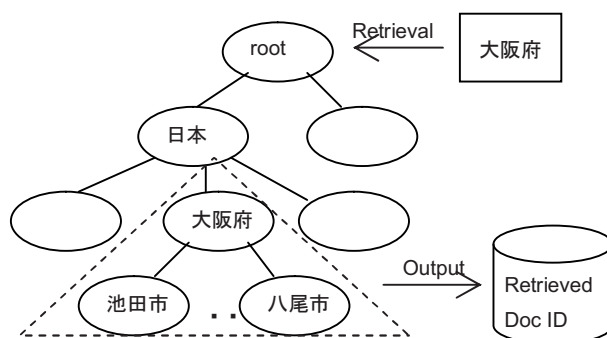 root
Retrieval
大阪府
日本
大阪府
池田市
..
八尾市
Output
Retrieved
Doc ID